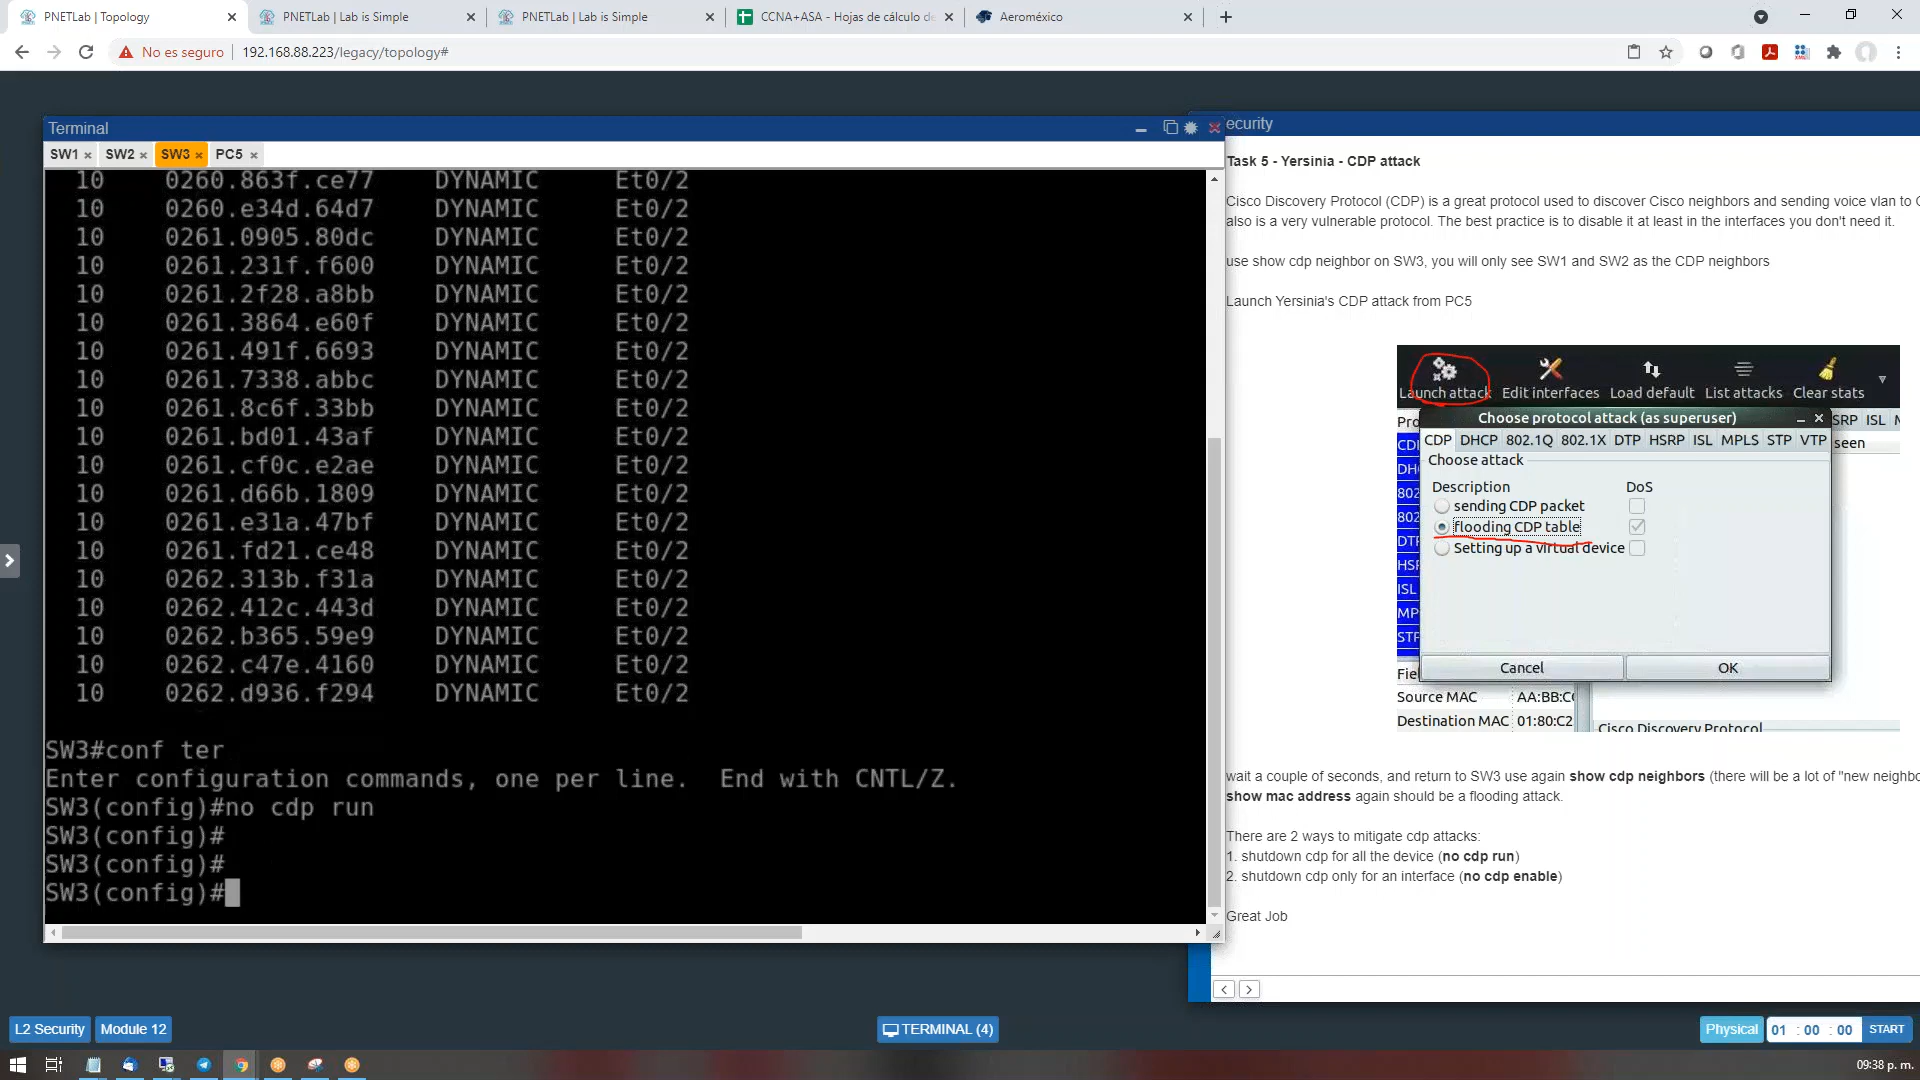 PNETLab | Topology
PNETLab | Lab is Simple
PNETLab | Lab is Simple
CCNA+ASA - Hojas de cálculo de
Aeroméxico
No es seguro
192.168.88.223/legacy/topology#
Terminal
SW1
SW2
SW3
PC5
10 0260.863f.ce77 DYNAMIC Et0/2
10 0260.e34d.64d7 DYNAMIC Et0/2
10 0261.0905.80dc DYNAMIC Et0/2
10 0261.231f.f600 DYNAMIC Et0/2
10 0261.2f28.a8bb DYNAMIC Et0/2
10 0261.3864.e60f DYNAMIC Et0/2
10 0261.491f.6693 DYNAMIC Et0/2
10 0261.7338.abbc DYNAMIC Et0/2
10 0261.8c6f.33bb DYNAMIC Et0/2
10 0261.bd01.43af DYNAMIC Et0/2
10 0261.cf0c.e2ae DYNAMIC Et0/2
10 0261.d66b.1809 DYNAMIC Et0/2
10 0261.e31a.47bf DYNAMIC Et0/2
10 0261.fd21.ce48 DYNAMIC Et0/2
10 0262.313b.f31a DYNAMIC Et0/2
10 0262.412c.443d DYNAMIC Et0/2
10 0262.b365.59e9 DYNAMIC Et0/2
10 0262.c47e.4160 DYNAMIC Et0/2
10 0262.d936.f294 DYNAMIC Et0/2
SW3#conf ter
Enter configuration commands, one per line. End with CNTL/Z.
SW3(config)#no cdp run
SW3(config)#
SW3(config)#
SW3(config)#
ecurity
Task 5 - Yersinia - CDP attack
Cisco Discovery Protocol (CDP) is a great protocol used to discover Cisco neighbors and sending voice vlan to C
also is a very vulnerable protocol. The best practice is to disable it at least in the interfaces you don't need it.
use show cdp neighbor on SW3, you will only see SW1 and SW2 as the CDP neighbors
Launch Yersinia's CDP attack from PC5
Launch attack
Edit interfaces
Load default
List attacks
Clear stats
Choose protocol attack (as superuser)
Pro
SRP ISL M
CDP DHCP 802.1Q 802.1X DTP HSRP ISL MPLS STP VTP
seen
CDP
DHC
802
802
DTP
HSR
ISL
MP
STP
Choose attack
Description DoS
sending CDP packet
flooding CDP table
Setting up a virtual device
Cancel
OK
Fie
Source MAC AA:BB:C
Destination MAC 01:80:C2
Cisco Discovery Protocol
wait a couple of seconds, and return to SW3 use again show cdp neighbors (there will be a lot of "new neighbo
show mac address again should be a flooding attack.
There are 2 ways to mitigate cdp attacks:
1. shutdown cdp for all the device (no cdp run)
2. shutdown cdp only for an interface (no cdp enable)
Great Job
L2 Security
Module 12
TERMINAL (4)
Physical
01 : 00 : 00
START
09:38 p. m.